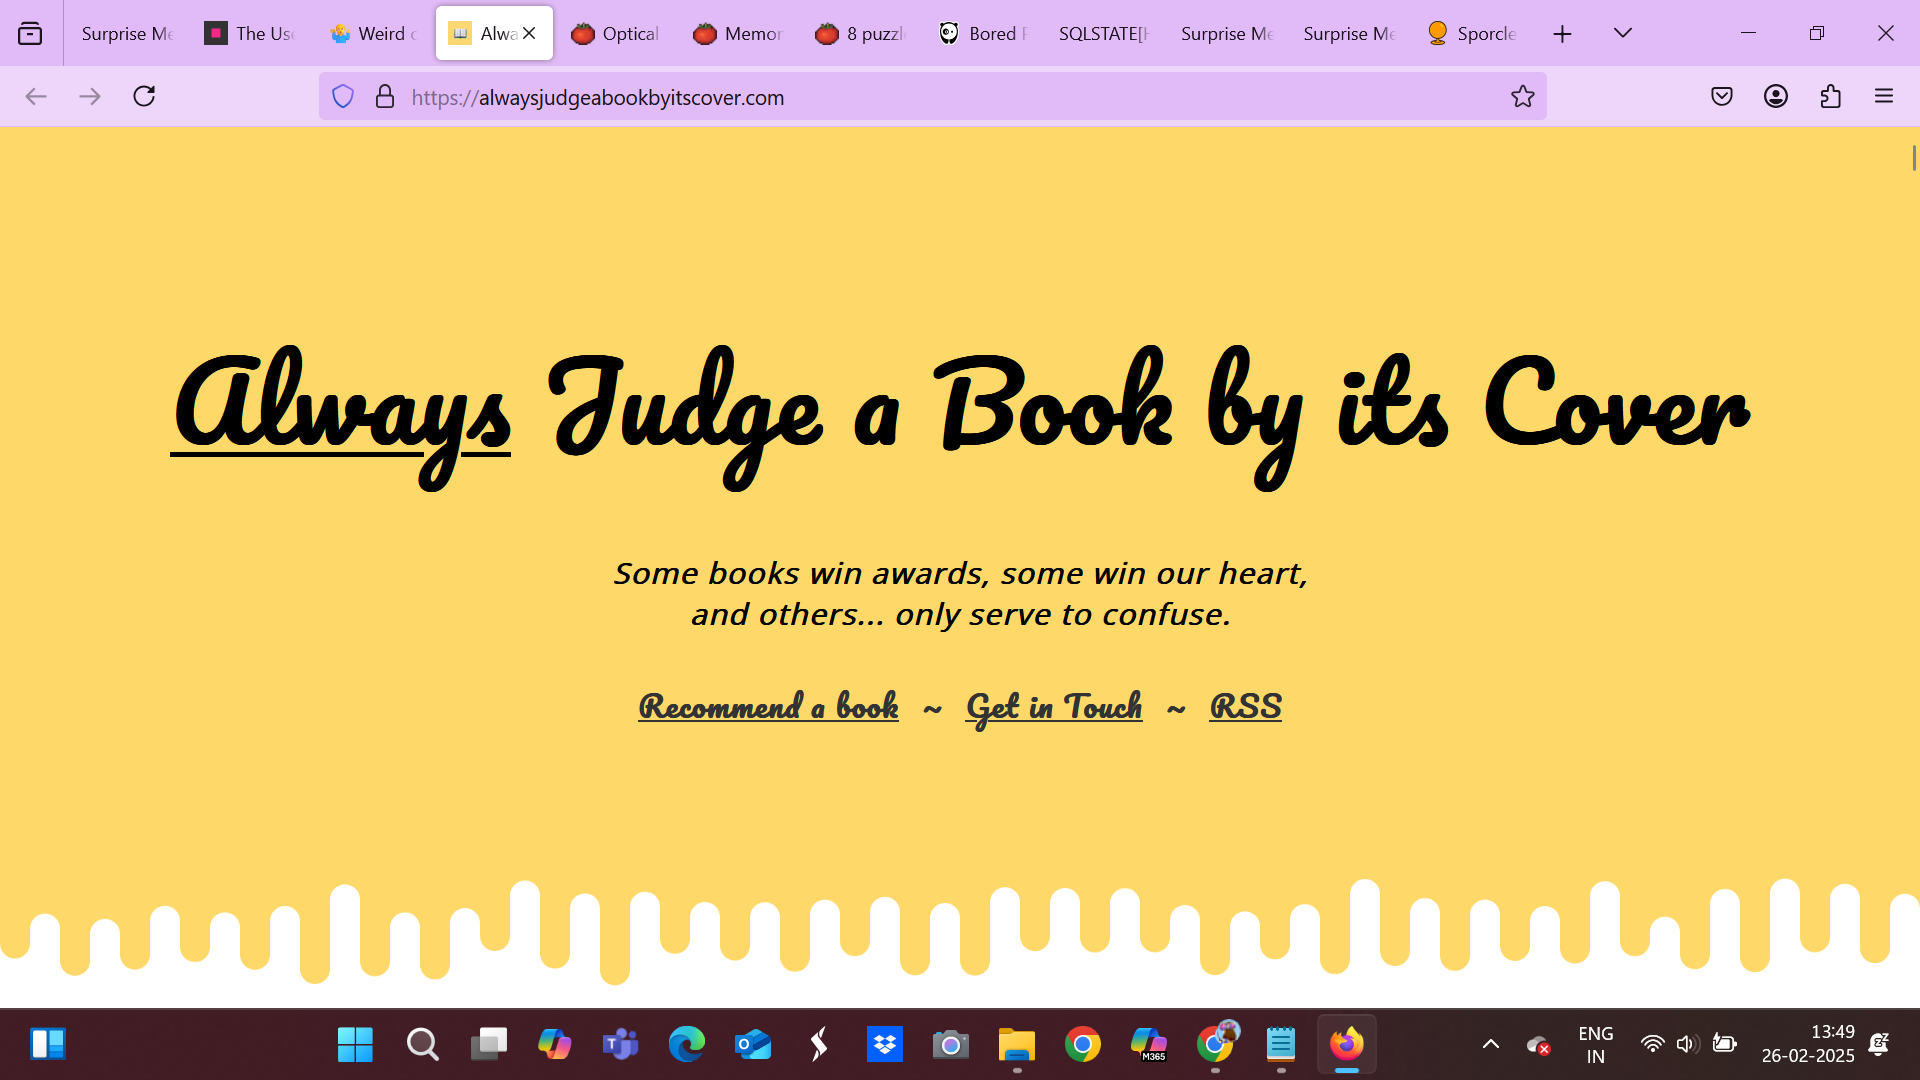 Surprise Me
The Use
Weird o
Alwa
Optical
Memor
8 puzzl
Bored P
SQLSTATE[H
Surprise Me
Surprise Me
Sporcle
https://alwaysjudgeabookbyitscover.com
Always Judge a Book by its Cover
Some books win awards, some win our heart,
and others... only serve to confuse.
Recommend a book ~ Get in Touch ~ RSS
M365
ENG
IN
13:49
26-02-2025